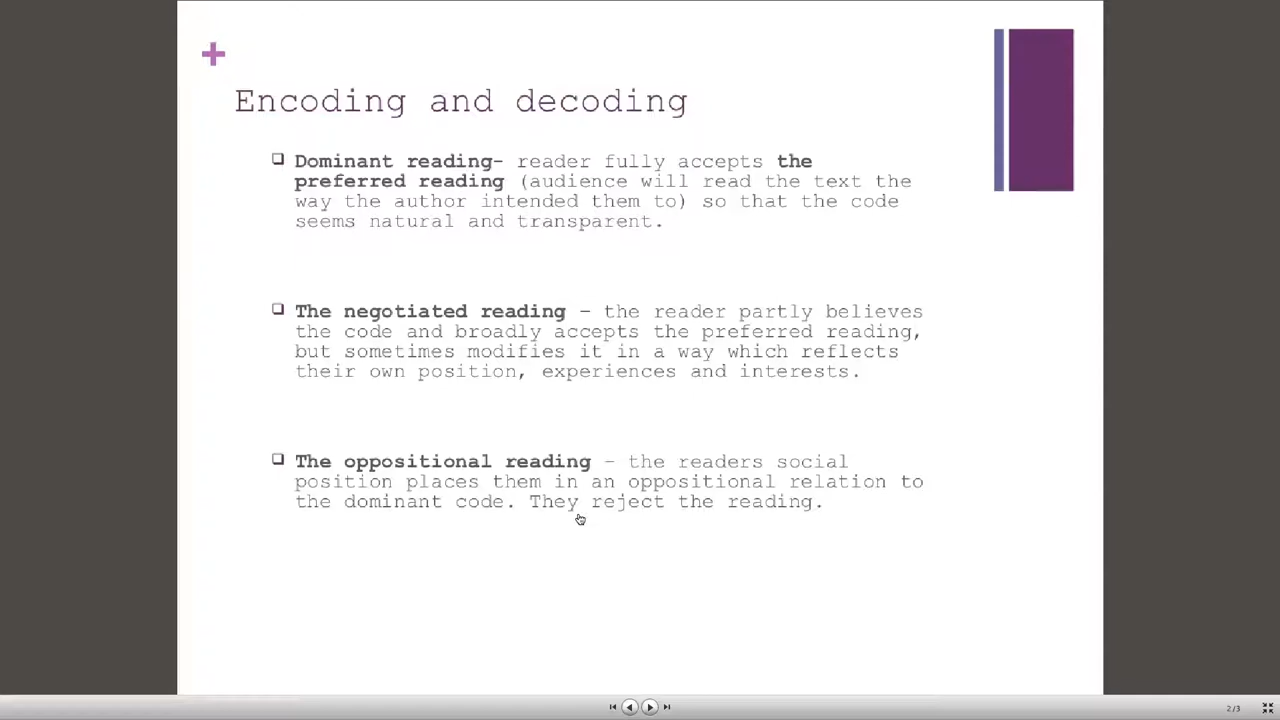 +
Encoding and decoding
❑ Dominant reading- reader fully accepts the
preferred reading (audience will read the text the
way the author intended them to) so that the code
seems natural and transparent.
❑ The negotiated reading – the reader partly believes
the code and broadly accepts the preferred reading,
but sometimes modifies it in a way which reflects
their own position, experiences and interests.
❑ The oppositional reading – the readers social
position places them in an oppositional relation to
the dominant code. They reject the reading.
2/3